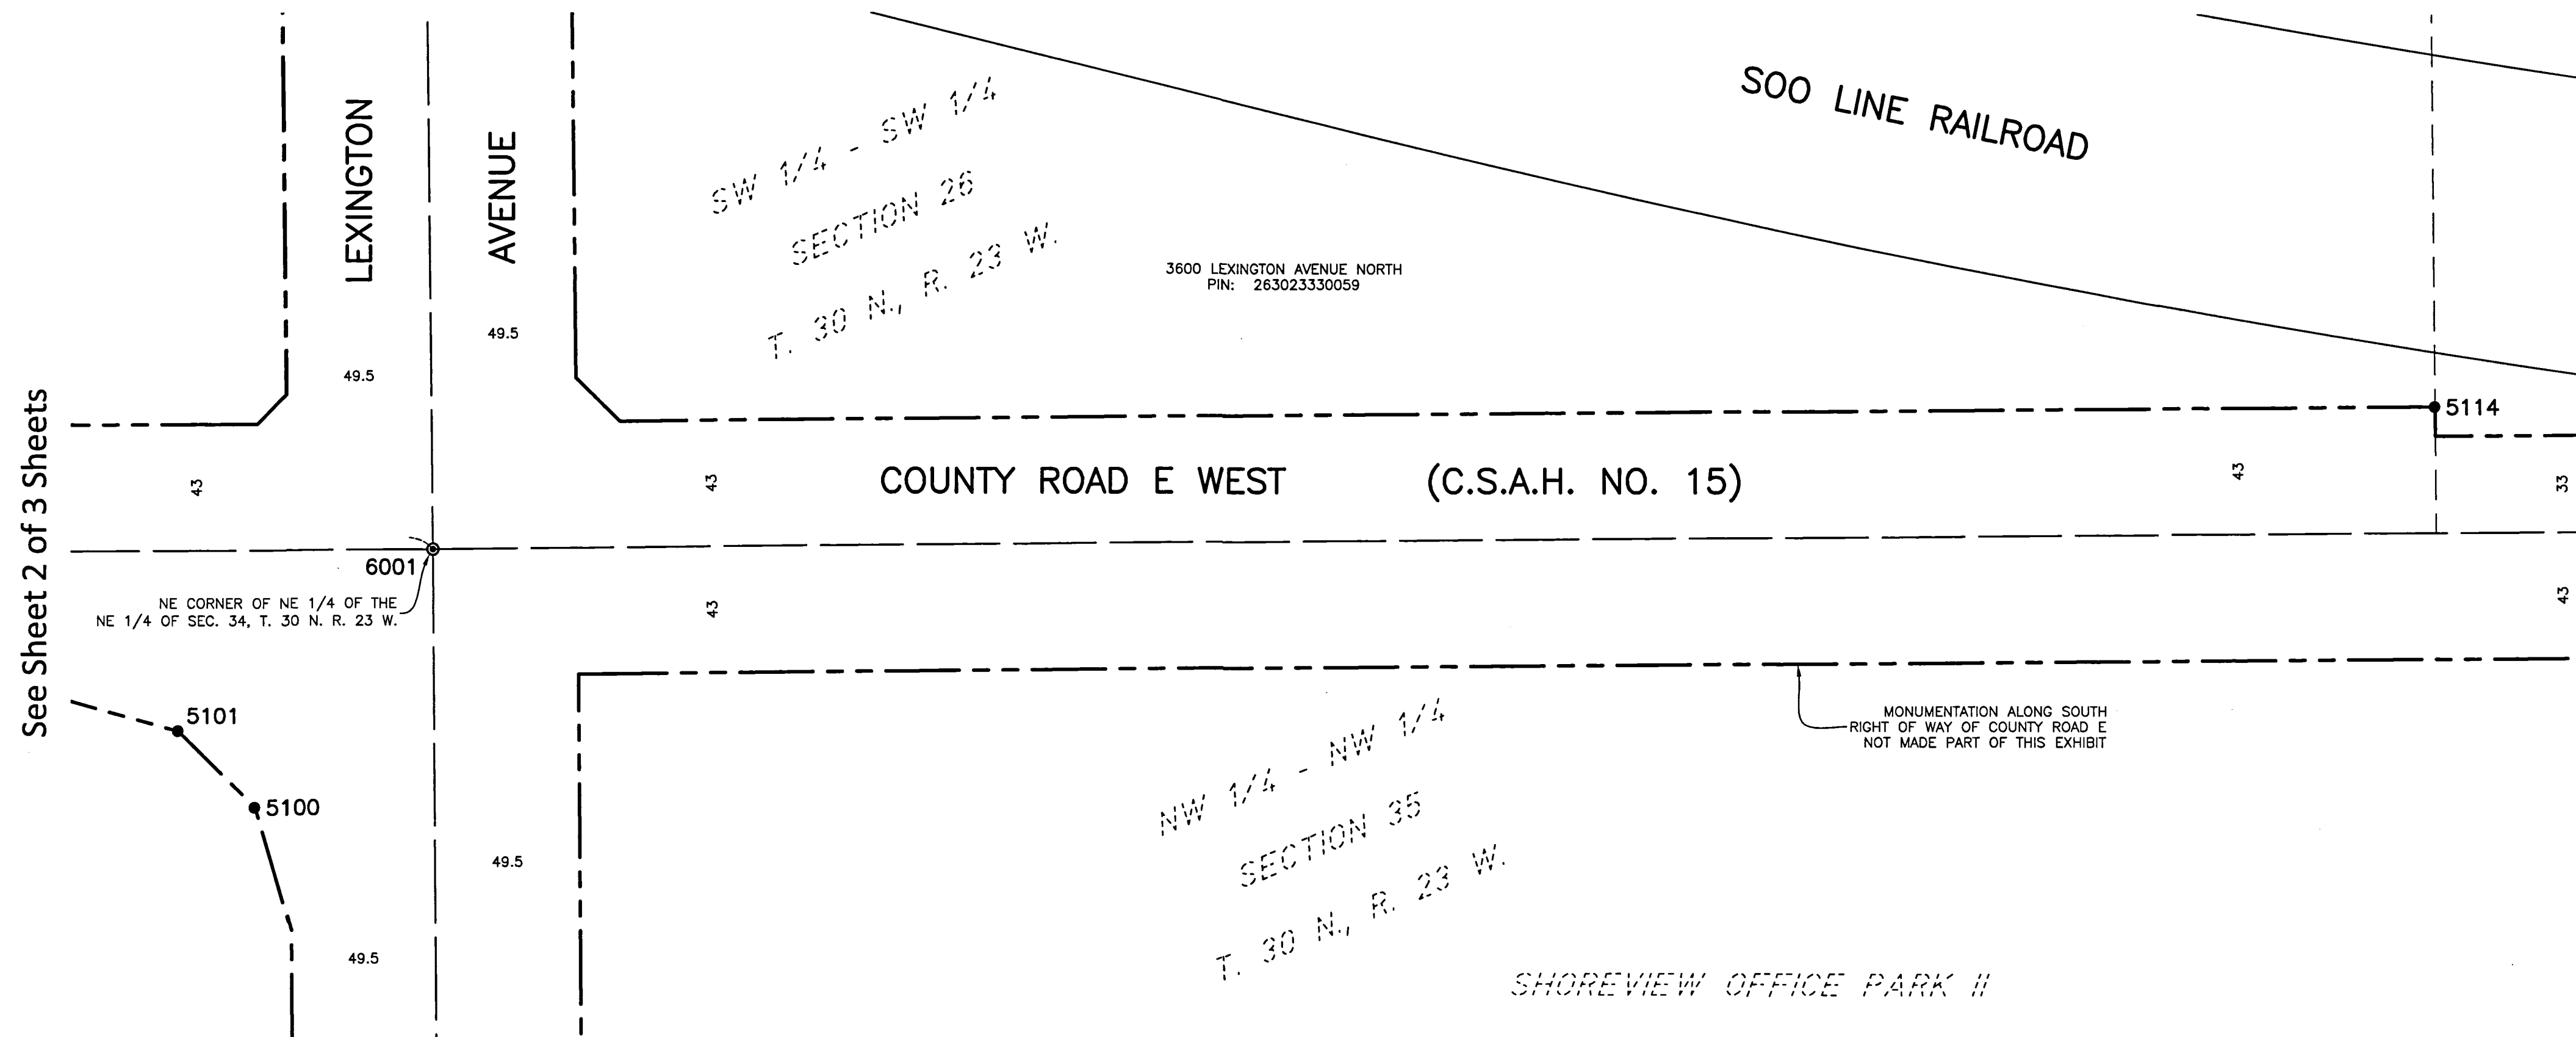 See Sheet 2 of 3 Sheets
LEXINGTON
AVENUE
SOO LINE RAILROAD
SW 1/4 - SW 1/4
SECTION 26
T. 30 N., R. 23 W.
3600 LEXINGTON AVENUE NORTH
PIN: 263023330059
49.5
49.5
5114
43
43
COUNTY ROAD E WEST (C.S.A.H. NO. 15)
43
33
6001
NE CORNER OF NE 1/4 OF THE
NE 1/4 OF SEC. 34, T. 30 N. R. 23 W.
43
43
5101
5100
MONUMENTATION ALONG SOUTH
RIGHT OF WAY OF COUNTY ROAD E
NOT MADE PART OF THIS EXHIBIT
NW 1/4 - NW 1/4
SECTION 35
T. 30 N., R. 23 W.
49.5
49.5
SHOREVIEW OFFICE PARK II